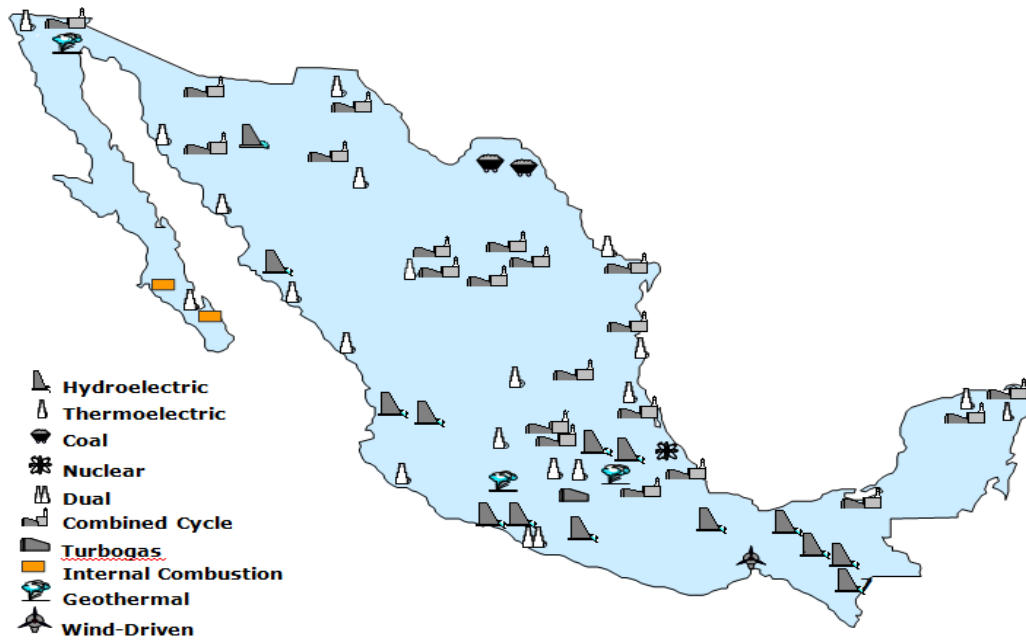 Hydroelectric
Thermoelectric
Coal
Nuclear
Dual
Combined Cycle
Turbogas
Internal Combustion
Geothermal
Wind-Driven